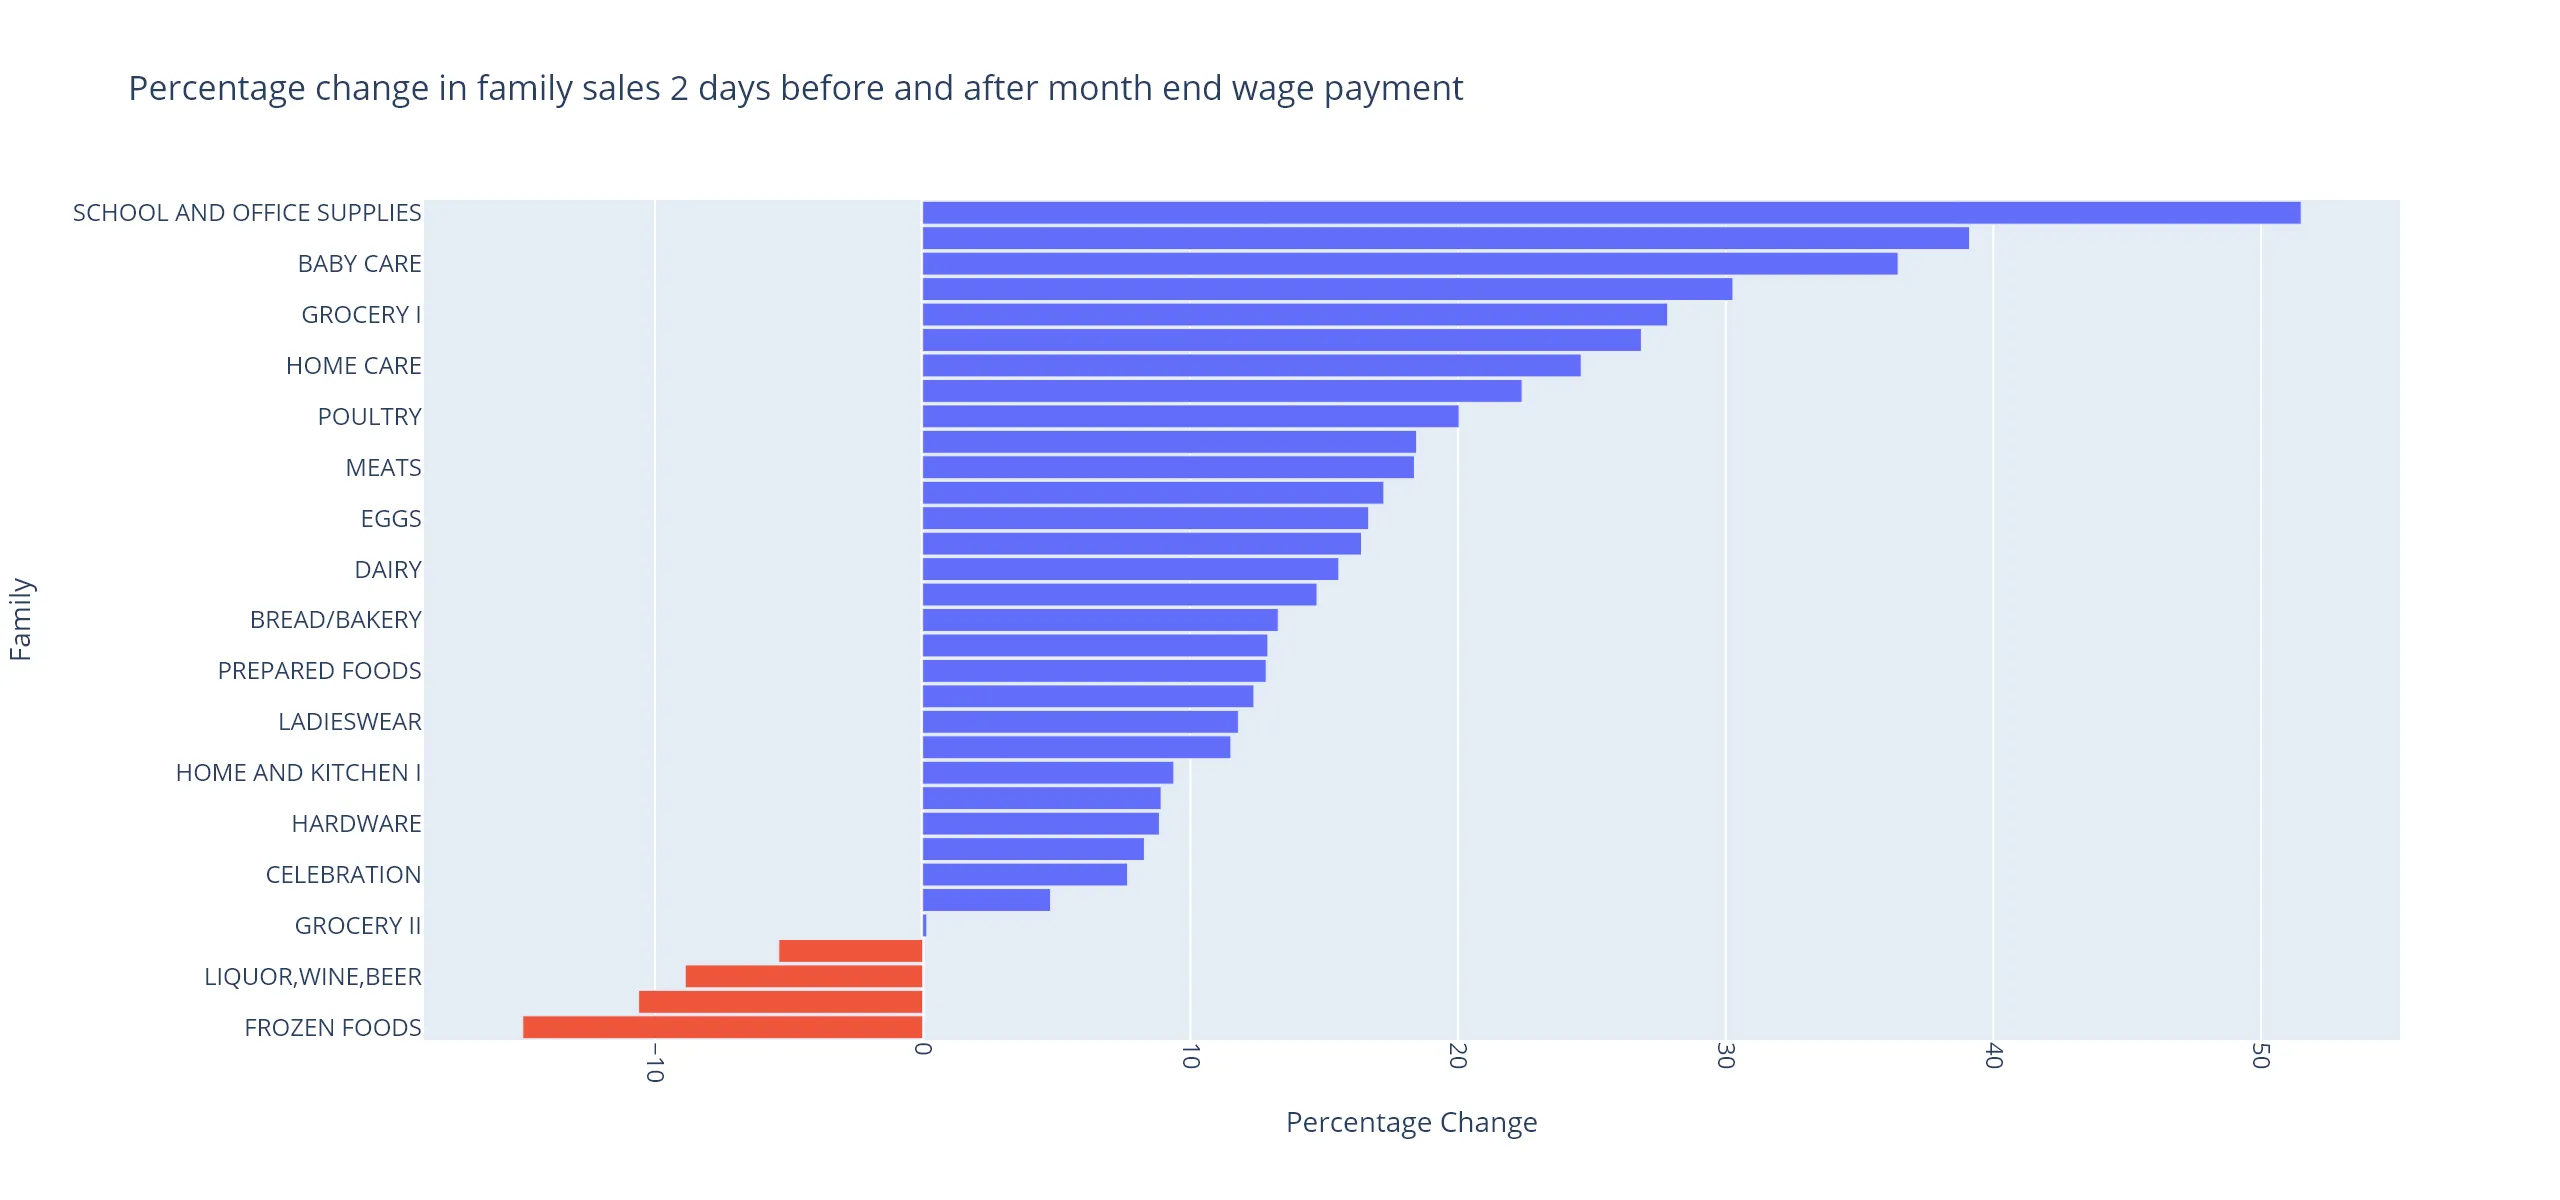 Percentage change in family sales 2 days before and after month end wage payment
SCHOOL AND OFFICE SUPPLIES
BABY CARE
GROCERY I
HOME CARE
POULTRY
MEATS
EGGS
DAIRY
BREAD/BAKERY
PREPARED FOODS
LADIESWEAR
HOME AND KITCHEN I
HARDWARE
CELEBRATION
GROCERY II
LIQUOR,WINE,BEER
FROZEN FOODS
Family
−10 0 10 20 30 40 50
Percentage Change